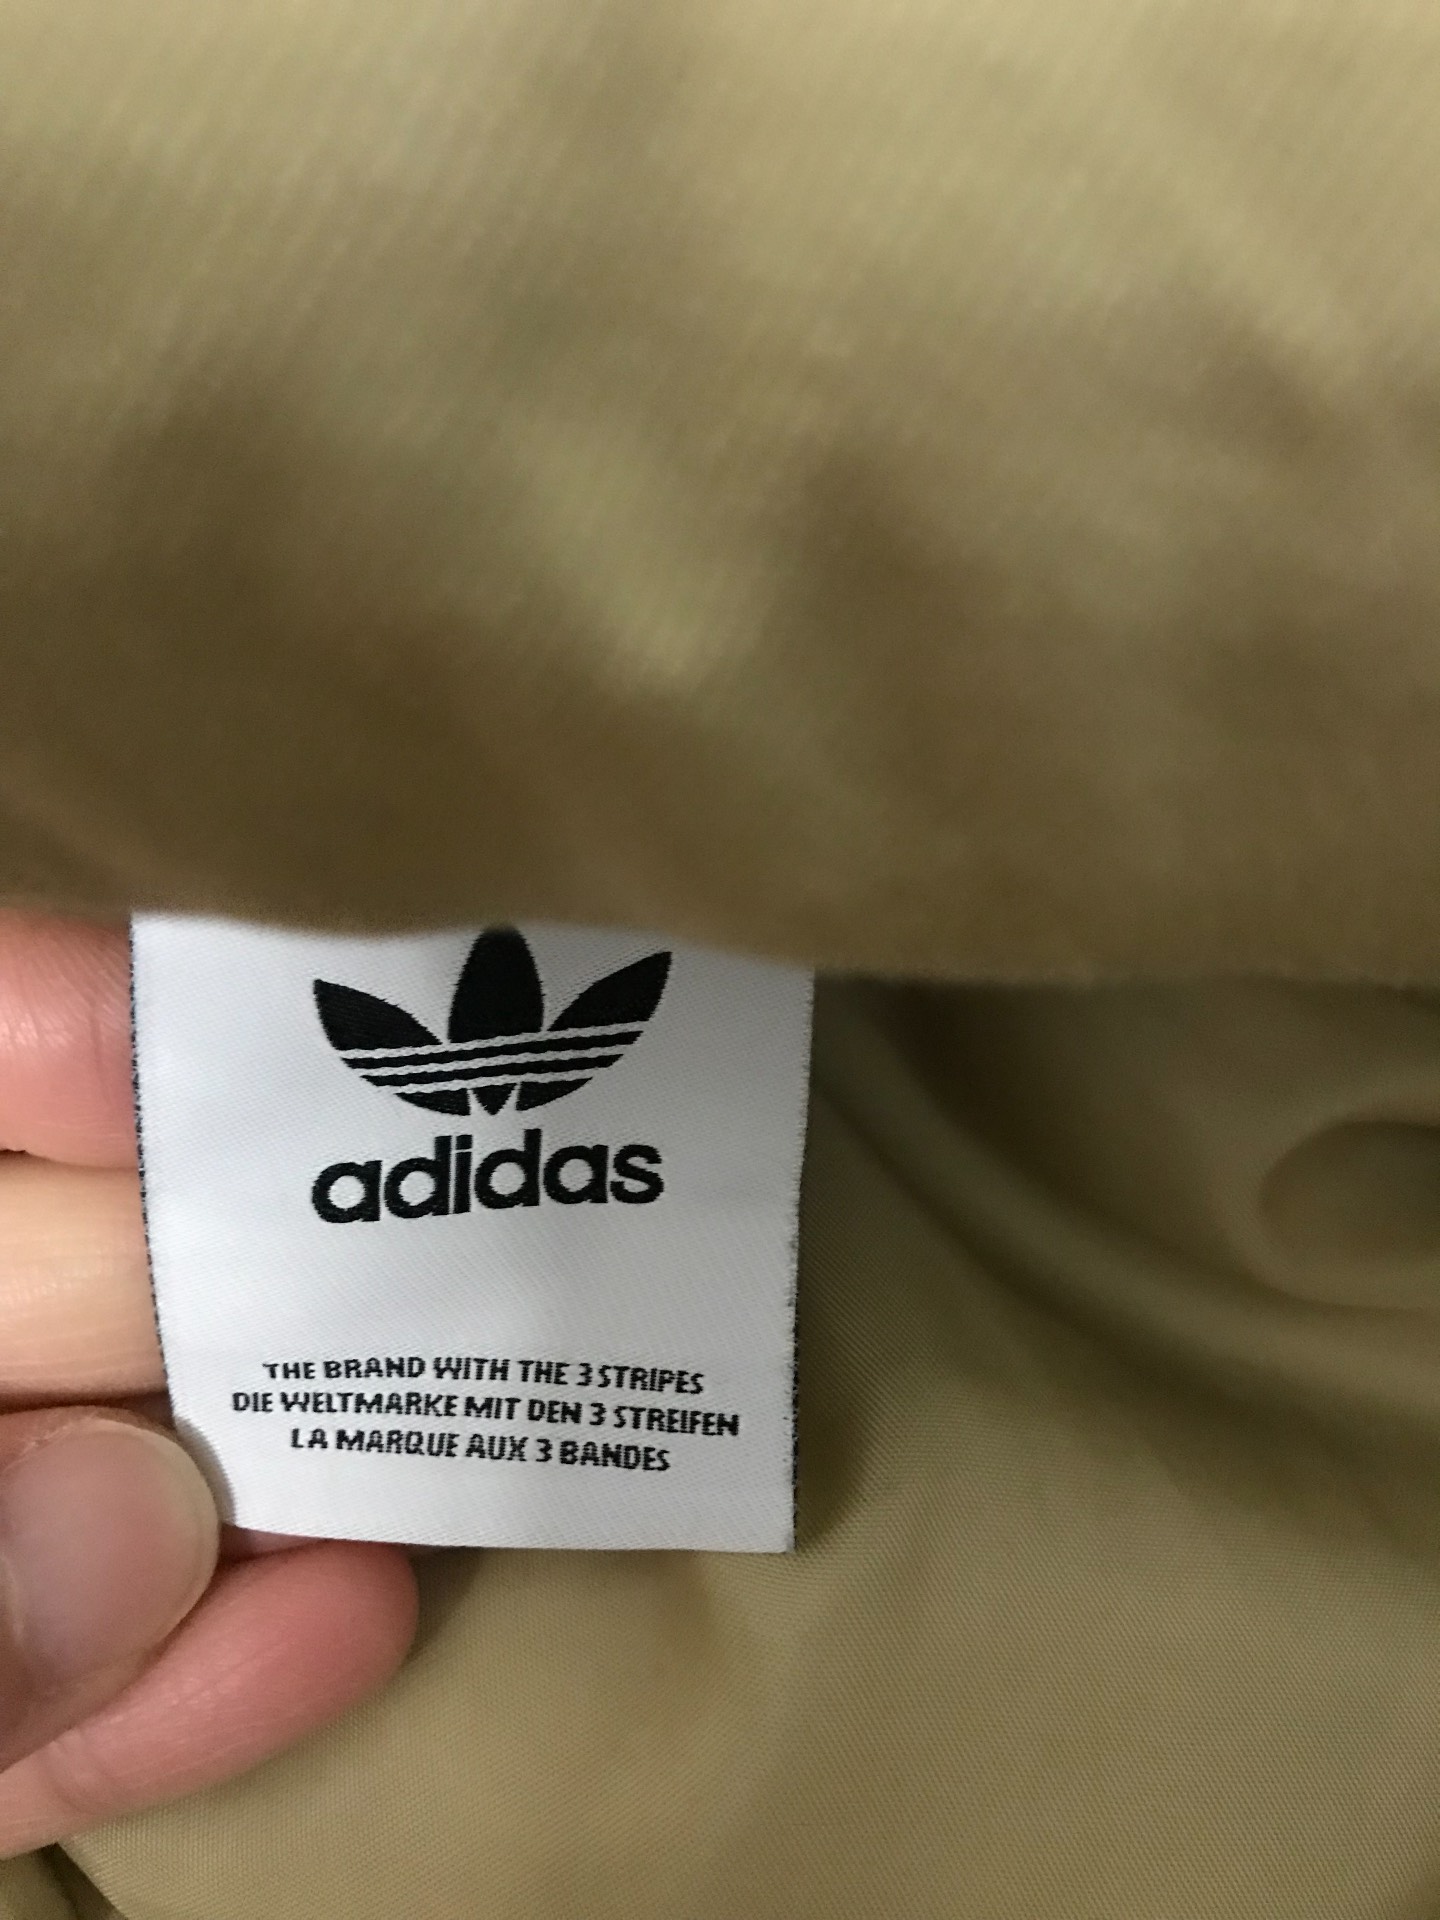 adidas
THE BRAND WITH THE 3 STRIPES
DIE WELTMARKE MIT DEN 3 STREIFEN
LA MARQUE AUX 3 BANDES